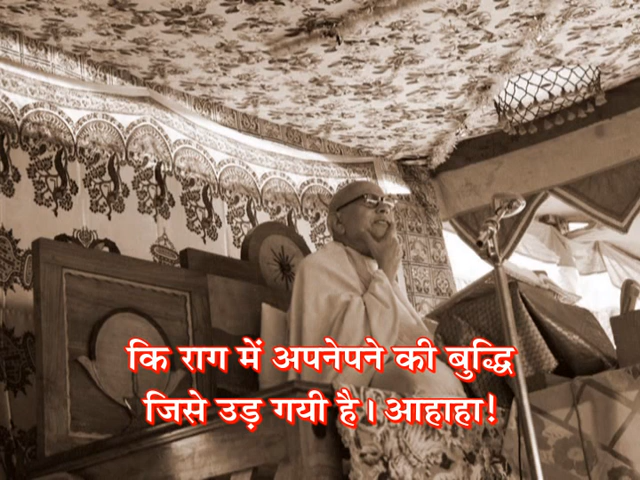 कि राग में अपनेपने की बुद्धि
जिसे उड़ गयी है। आहाहा!